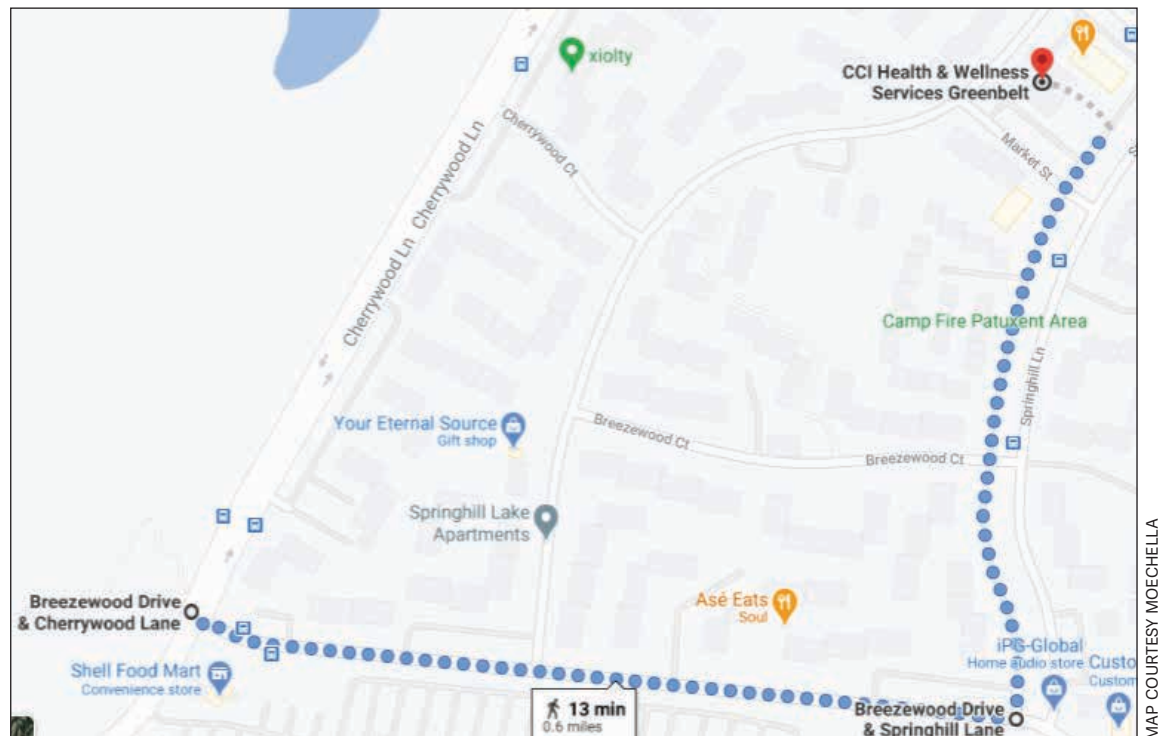 xiolty
CCI Health & Wellness
Services Greenbelt
Cherrywood Ct
Cherrywood Ln
Market St
Cherrywood Ln
Camp Fire Patuxent Area
Springhill Ln
Your Eternal Source
Gift shop
Breezewood Ct
Breezewood Ct
Springhill Lake
Apartments
Breezewood Drive
& Cherrywood Lane
Asé Eats
Soul
Shell Food Mart
Convenience store
iPG-Global
Home audio store
Custo
Custom
13 min
0.6 miles
Breezewood Drive
& Springhill Lane
MAP COURTESY MOECHELLA